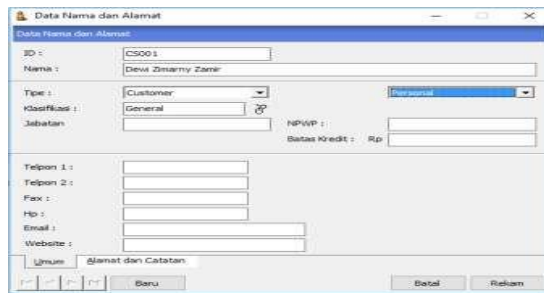 Data Nama dan Alamat
Data Nama dan Alamat
ID : CS001
Nama : Dewi Zimarny Zamir
Tipe : Customer Personal
Klasifikasi : General
Jabatan NPWP :
Batas Kredit : Rp
Telpon 1 :
Telpon 2 :
Fax :
Hp :
Email :
Website :
Umum Alamat dan Catatan
Baru Batal Rekam